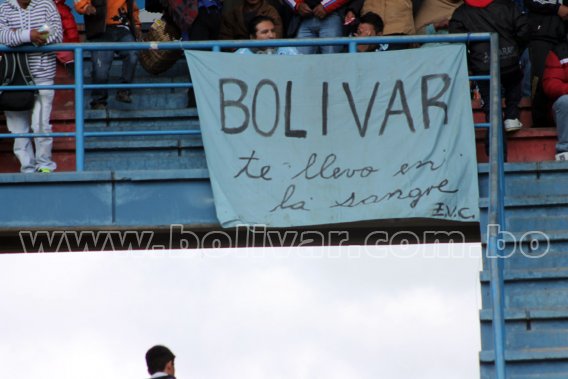 BOLIVAR
te llevo en
la sangre
E.N.C.
www.bolivar.com.bo